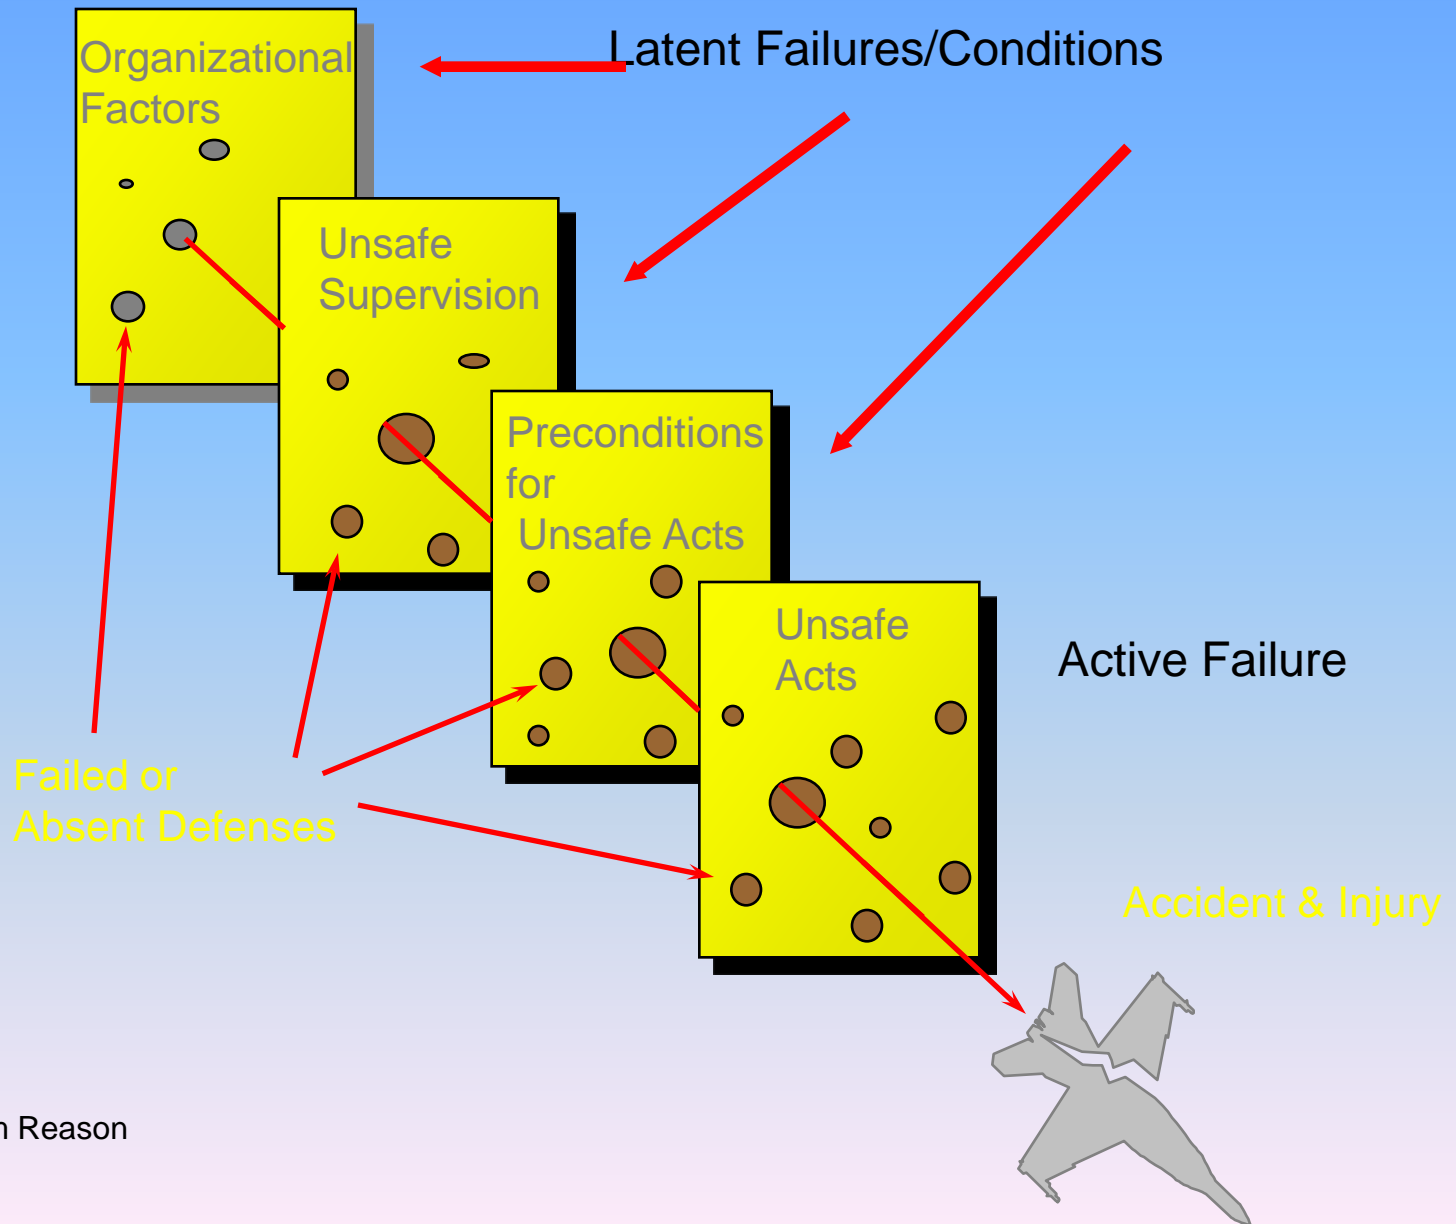 Organizational
Factors
Latent Failures/Conditions
Unsafe
Supervision
Preconditions
for
Unsafe Acts
Unsafe
Acts
Active Failure
Failed or
Absent Defenses
Accident & Injury
Reason